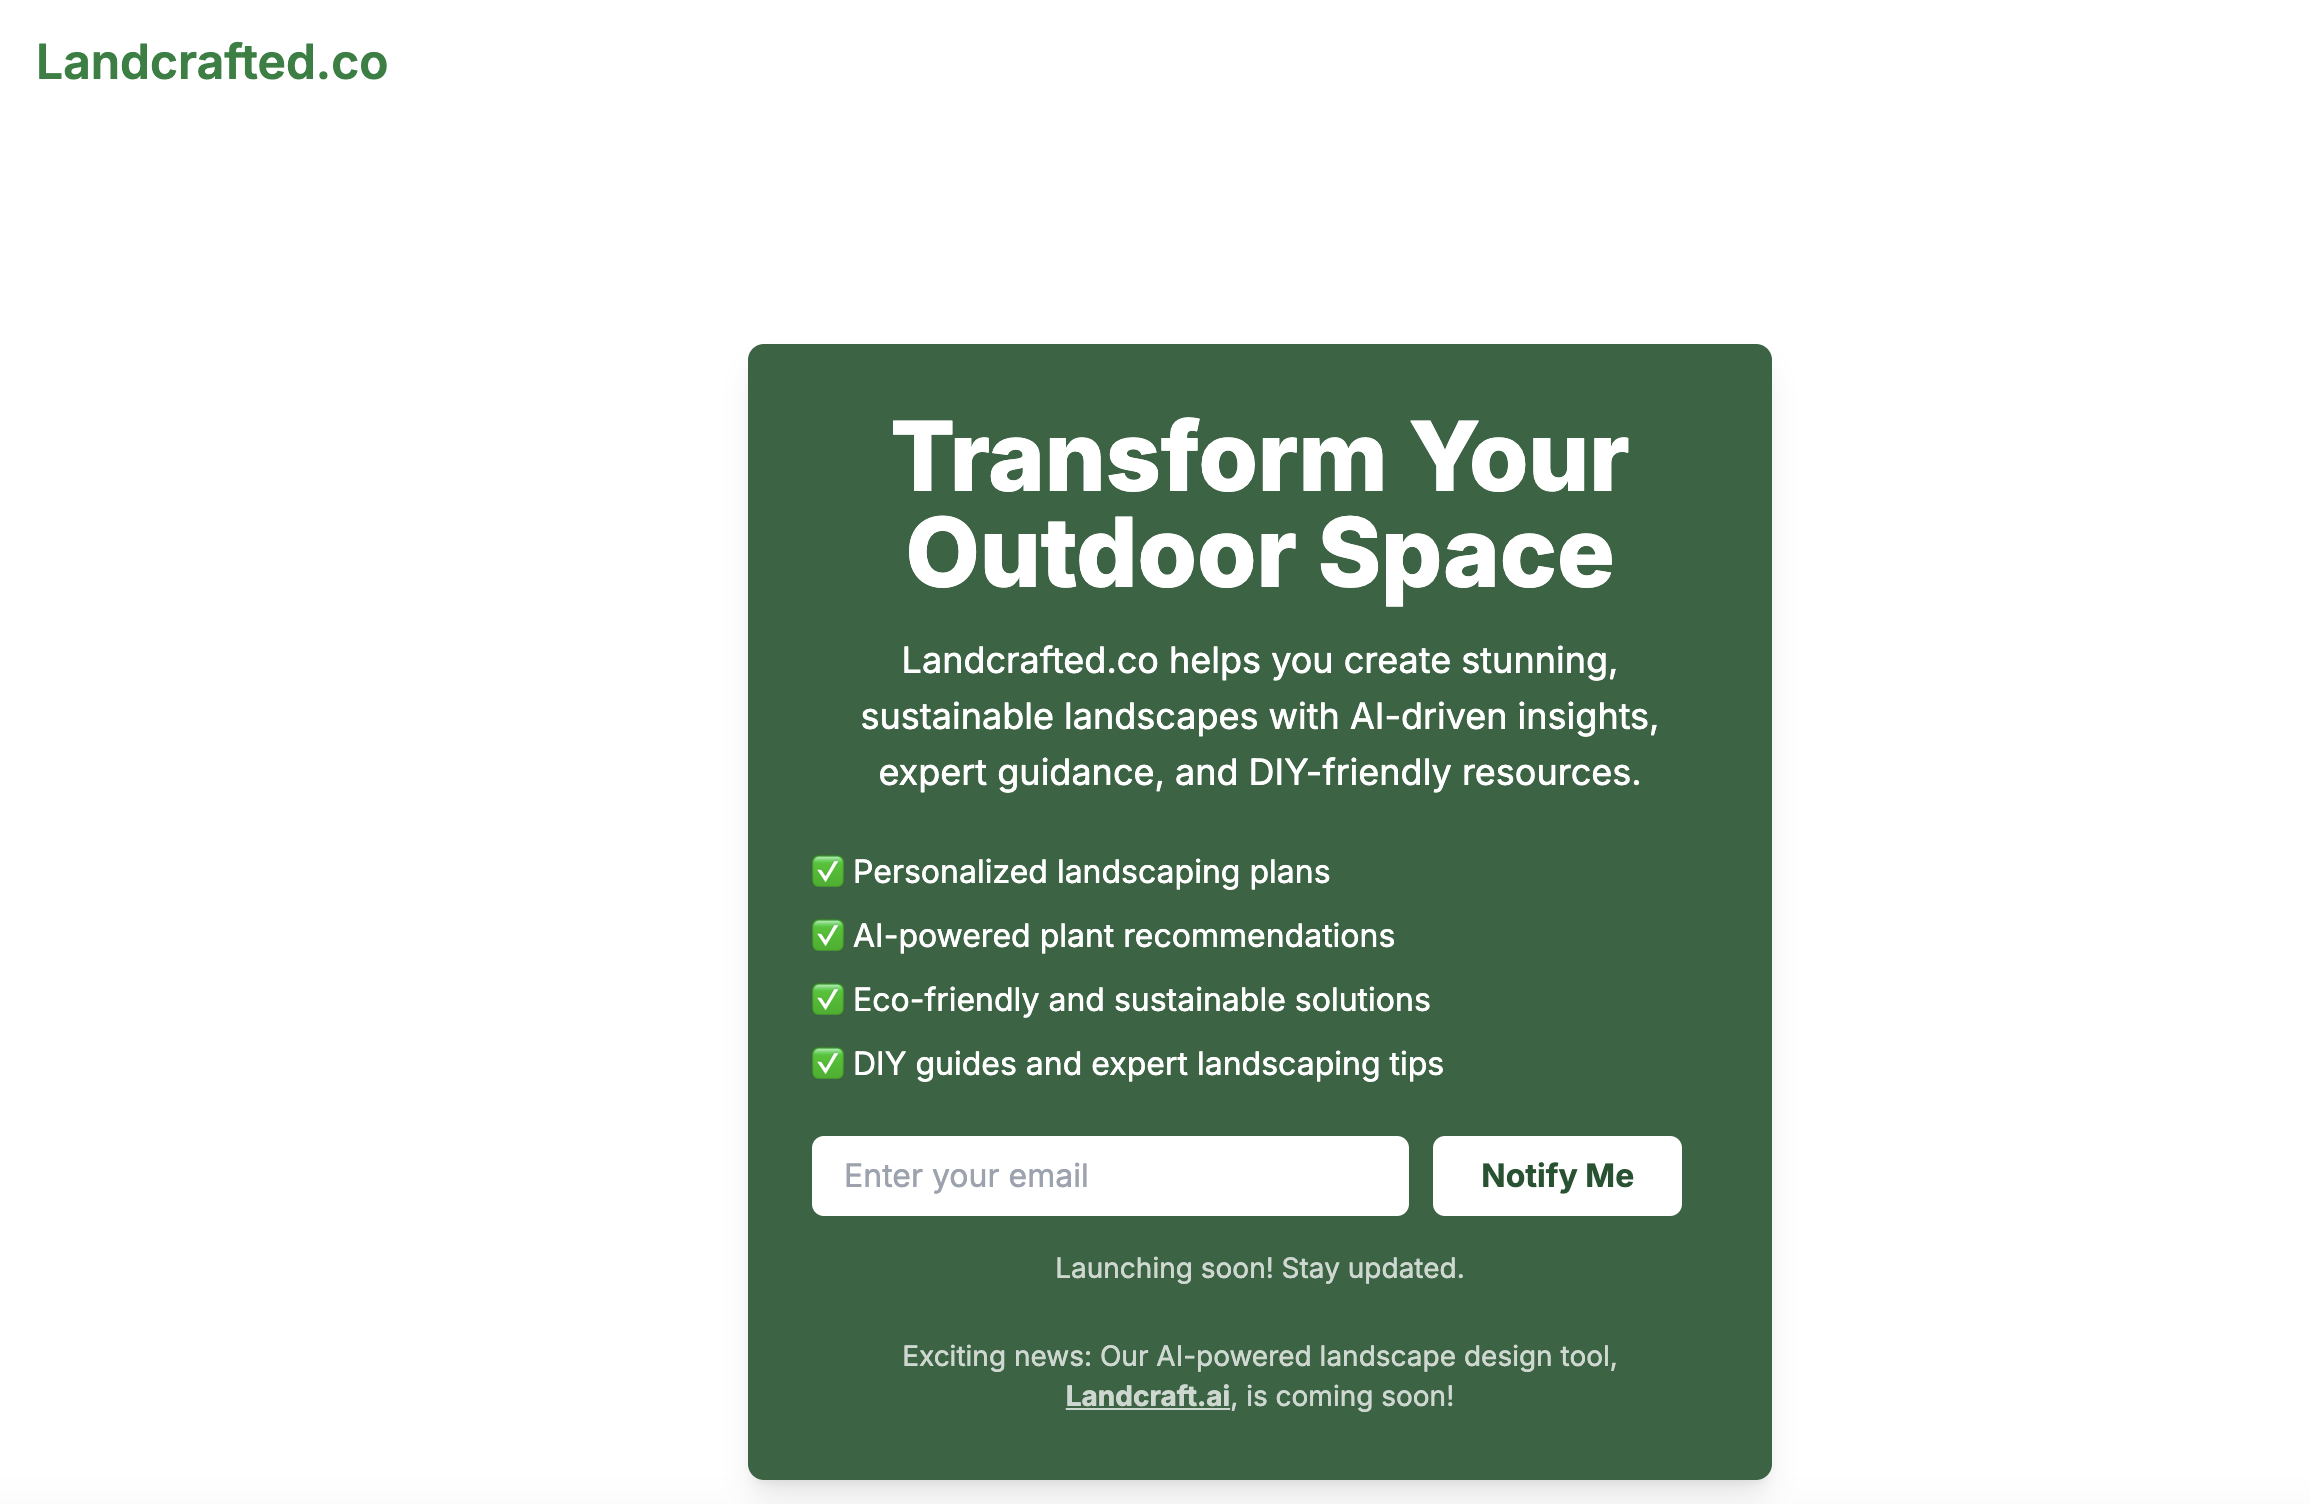 Landcrafted.co
Transform Your
Outdoor Space
Landcrafted.co helps you create stunning,
sustainable landscapes with AI-driven insights,
expert guidance, and DIY-friendly resources.
✅ Personalized landscaping plans
✅ AI-powered plant recommendations
✅ Eco-friendly and sustainable solutions
✅ DIY guides and expert landscaping tips
Enter your email
Notify Me
Launching soon! Stay updated.
Exciting news: Our AI-powered landscape design tool,
Landcraft.ai, is coming soon!